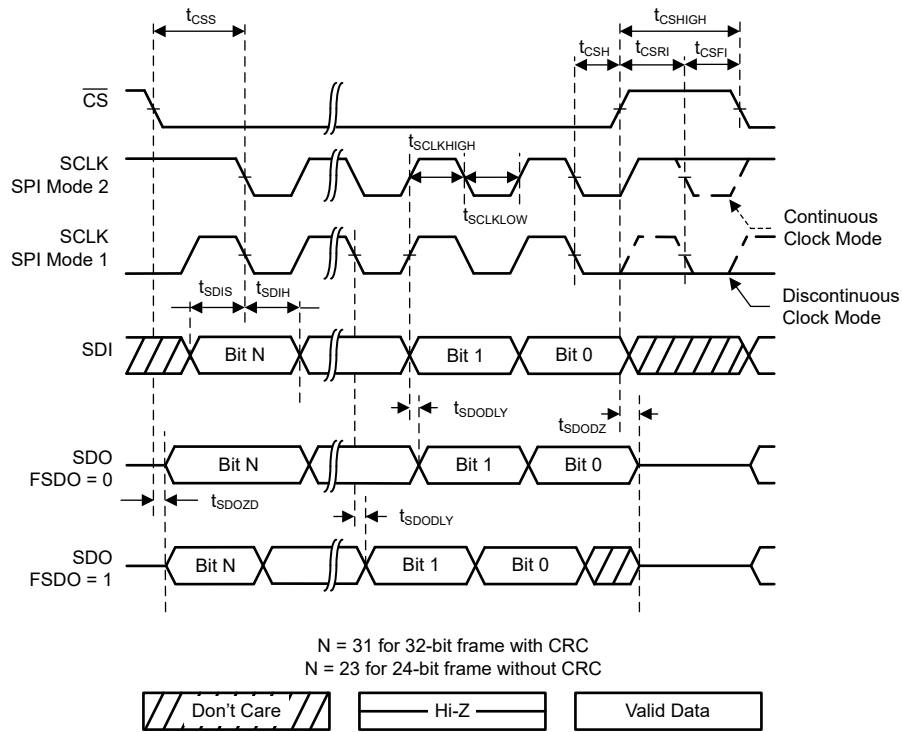 tCSS
tCSHIGH
tCSH
tCSRI
tCSFI
CS
tSCLKHIGH
SCLK
SPI Mode 2
tSCLKLOW
Continuous
Clock Mode
SCLK
SPI Mode 1
Discontinuous
Clock Mode
tSDIS
tSDIH
SDI
Bit N
Bit 1
Bit 0
tSDODLY
tSDODZ
SDO
FSDO = 0
Bit N
Bit 1
Bit 0
tSDOZD
tSDODLY
SDO
FSDO = 1
Bit N
Bit 1
Bit 0
N = 31 for 32-bit frame with CRC
N = 23 for 24-bit frame without CRC
Don't Care
Hi-Z
Valid Data